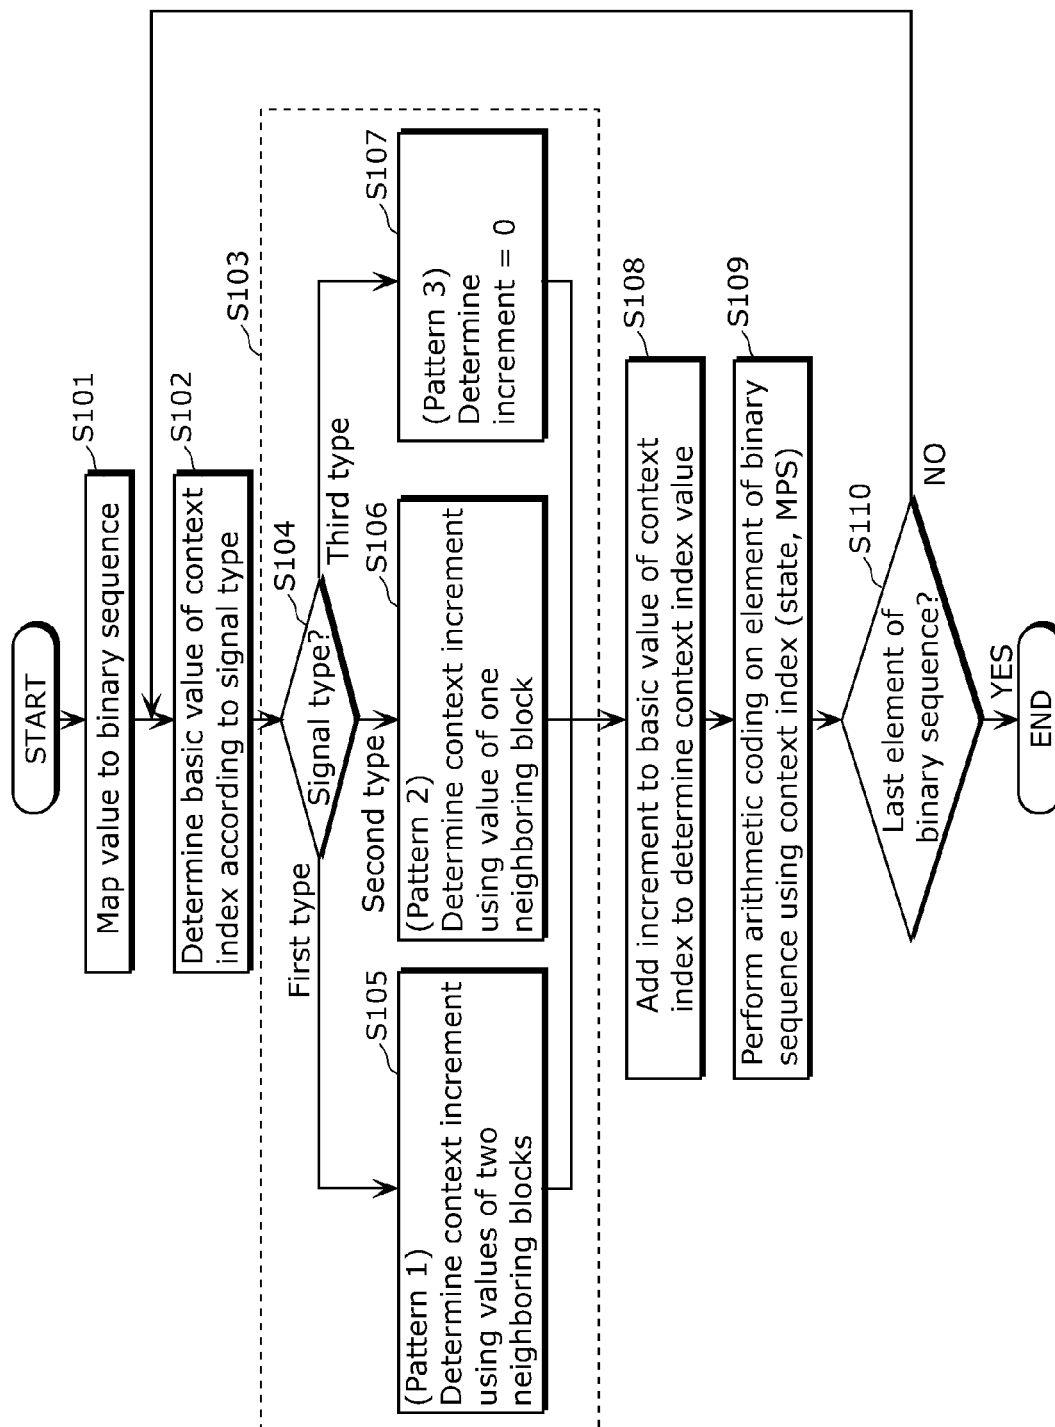 START
S101
Map value to binary sequence
S102
Determine basic value of context
index according to signal type
S103
S104
Signal type?
First type
Second type
Third type
S105
(Pattern 1)
Determine context increment
using values of two
neighboring blocks
S106
(Pattern 2)
Determine context increment
using value of one
neighboring block
S107
(Pattern 3)
Determine
increment = 0
S108
Add increment to basic value of context
index to determine context index value
S109
Perform arithmetic coding on element of binary
sequence using context index (state, MPS)
S110
Last element of
binary sequence?
NO
YES
END